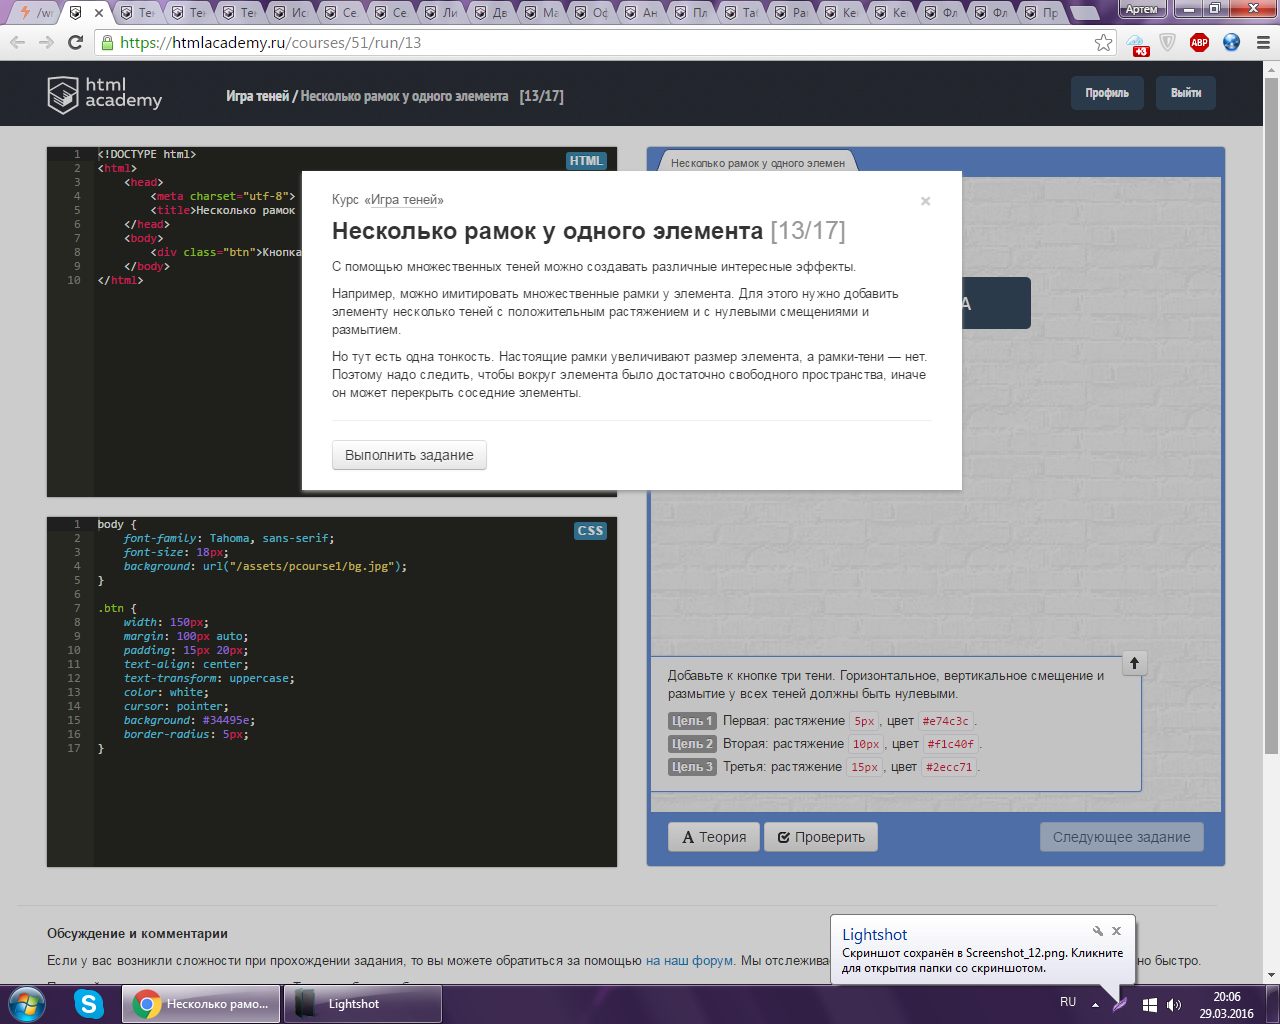 /w
Те
Те
Те
Ис
Се
Се
Ли
Дв
Ма
Оф
Ан
Пл
Таб
Ра
Ке
Ке
Фл
Фл
Пр
Артем
https://htmlacademy.ru/courses/51/run/13
+3
ABP
html
academy
Игра теней / Несколько рамок у одного элемента [13/17]
Профиль
Выйти
HTML
1 <!DOCTYPE html>
2 <html>
3 <head>
4 <meta charset="utf-8">
5 <title>Несколько рамок
6 </head>
7 <body>
8 <div class="btn">Кнопка
9 </body>
10 </html>
Несколько рамок у одного элемен
А
Курс «Игра теней»
×
Несколько рамок у одного элемента [13/17]
С помощью множественных теней можно создавать различные интересные эффекты.
Например, можно имитировать множественные рамки у элемента. Для этого нужно добавить
элементу несколько теней с положительным растяжением и с нулевыми смещениями и
размытием.
Но тут есть одна тонкость. Настоящие рамки увеличивают размер элемента, а рамки-тени — нет.
Поэтому надо следить, чтобы вокруг элемента было достаточно свободного пространства, иначе
он может перекрыть соседние элементы.
Выполнить задание
CSS
1 body {
2 font-family: Tahoma, sans-serif;
3 font-size: 18px;
4 background: url("/assets/pcourse1/bg.jpg");
5 }
6
7 .btn {
8 width: 150px;
9 margin: 100px auto;
10 padding: 15px 20px;
11 text-align: center;
12 text-transform: uppercase;
13 color: white;
14 cursor: pointer;
15 background: #34495e;
16 border-radius: 5px;
17 }
Добавьте к кнопке три тени. Горизонтальное, вертикальное смещение и
размытие у всех теней должны быть нулевыми.
Цель 1 Первая: растяжение 5px, цвет #e74c3c.
Цель 2 Вторая: растяжение 10px, цвет #f1c40f.
Цель 3 Третья: растяжение 15px, цвет #2ecc71.
Теория
Проверить
Следующее задание
Обсуждение и комментарии
Если у вас возникли сложности при прохождении задания, то вы можете обратиться за помощью на наш форум. Мы отслежива
но быстро.
Lightshot
Скриншот сохранён в Screenshot_12.png. Кликните
для открытия папки со скриншотом.
Несколько рамо...
Lightshot
RU
20:06
29.03.2016